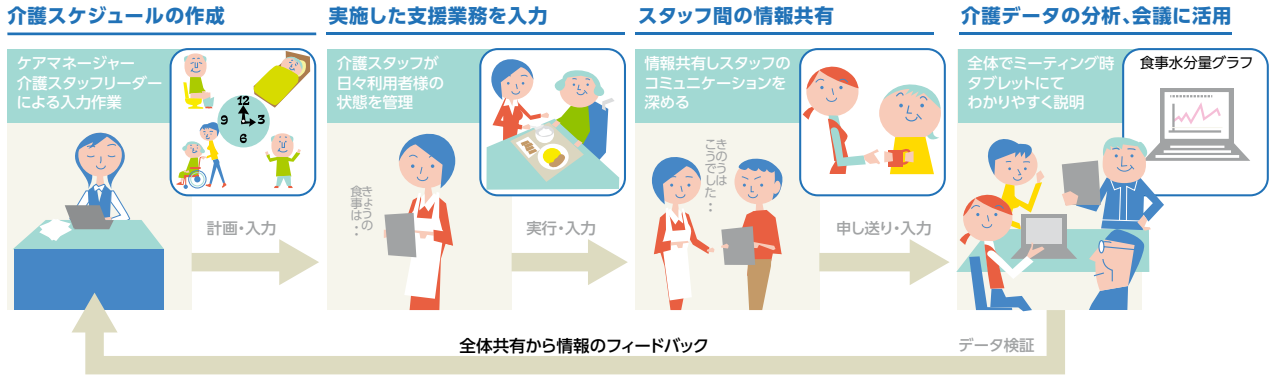 介護スケジュールの作成
ケアマネージャー
介護スタッフリーダー
による入力作業
12
9
3
6
計画・入力
実施した支援業務を入力
介護スタッフが
日々利用者様の
状態を管理
きょうの
食事は・・
実行・入力
スタッフ間の情報共有
情報共有しスタッフの
コミュニケーションを
深める
きのうは
こうでした・・
申し送り・入力
介護データの分析、会議に活用
全体でミーティング時
タブレットにて
わかりやすく説明
食事水分量グラフ
データ検証
全体共有から情報のフィードバック